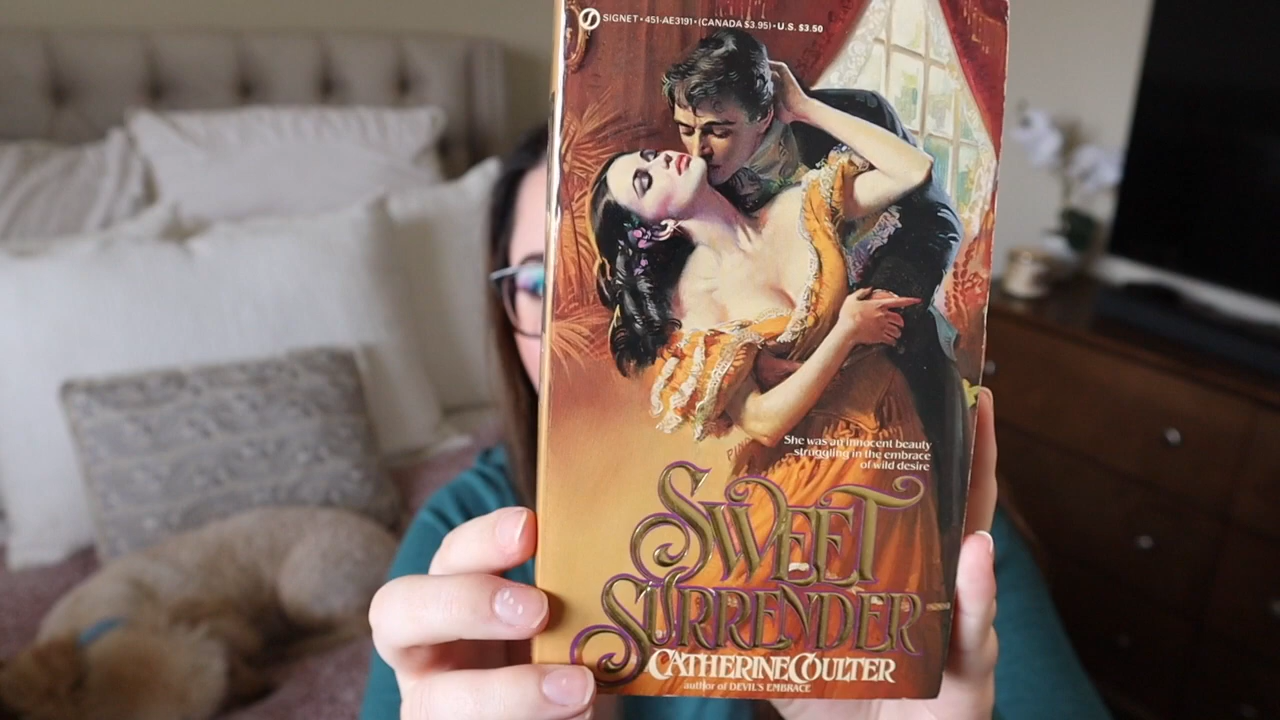 SIGNET • 451-AE3191 • (CANADA $3.95) • U.S. $3.50
She was an innocent beauty
struggling in the embrace
of wild desire
SWEET
SURRENDER
CATHERINE COULTER
author of DEVIL'S EMBRACE